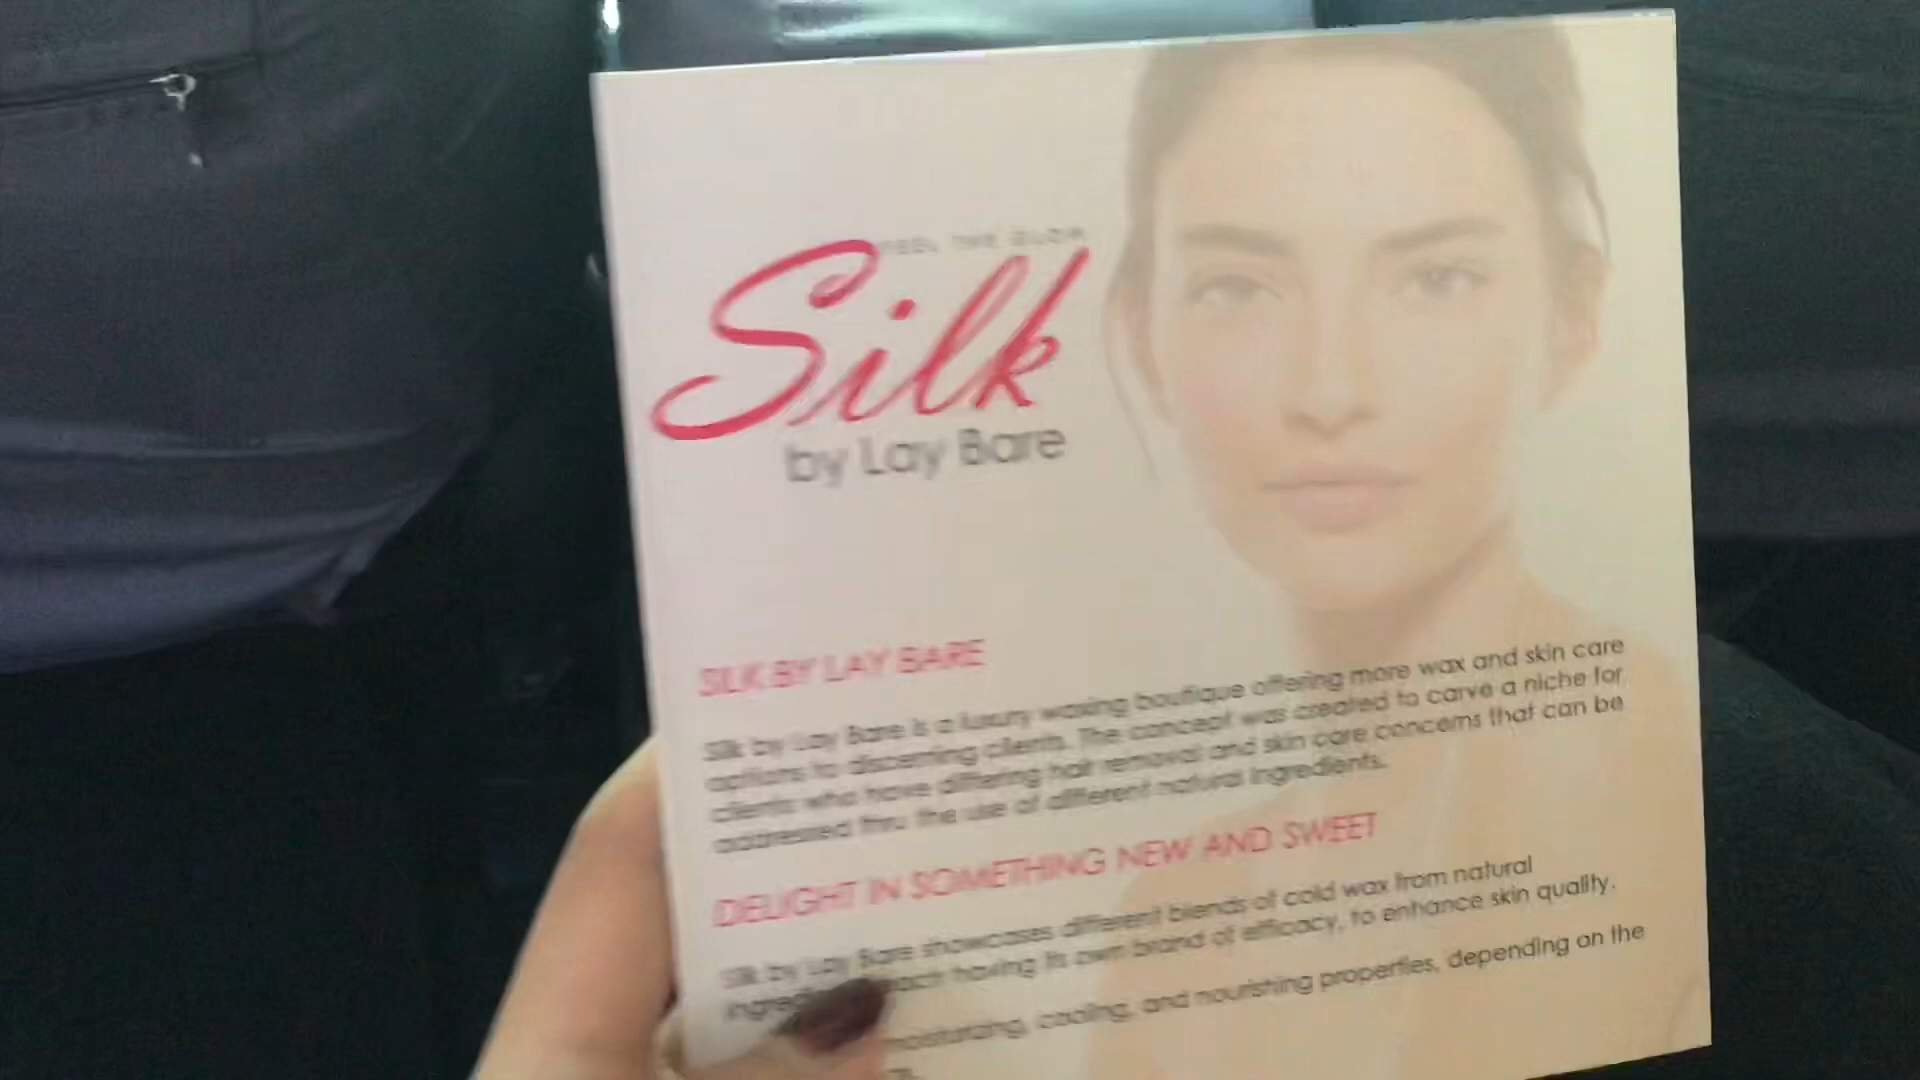 FEEL THE GLOW
Silk
by Lay Bare
SILK BY LAY BARE
Silk by Lay Bare is a luxury waxing boutique offering more wax and skin care
options to discerning clients. The concept was created to carve a niche for
clients who have differing hair removal and skin care concerns that can be
addressed thru the use of different natural ingredients.
DELIGHT IN SOMETHING NEW AND SWEET
Silk by Lay Bare showcases different blends of cold wax from natural
each having its own brand of efficacy, to enhance skin quality.
moisturizing, cooling, and nourishing properties, depending on the